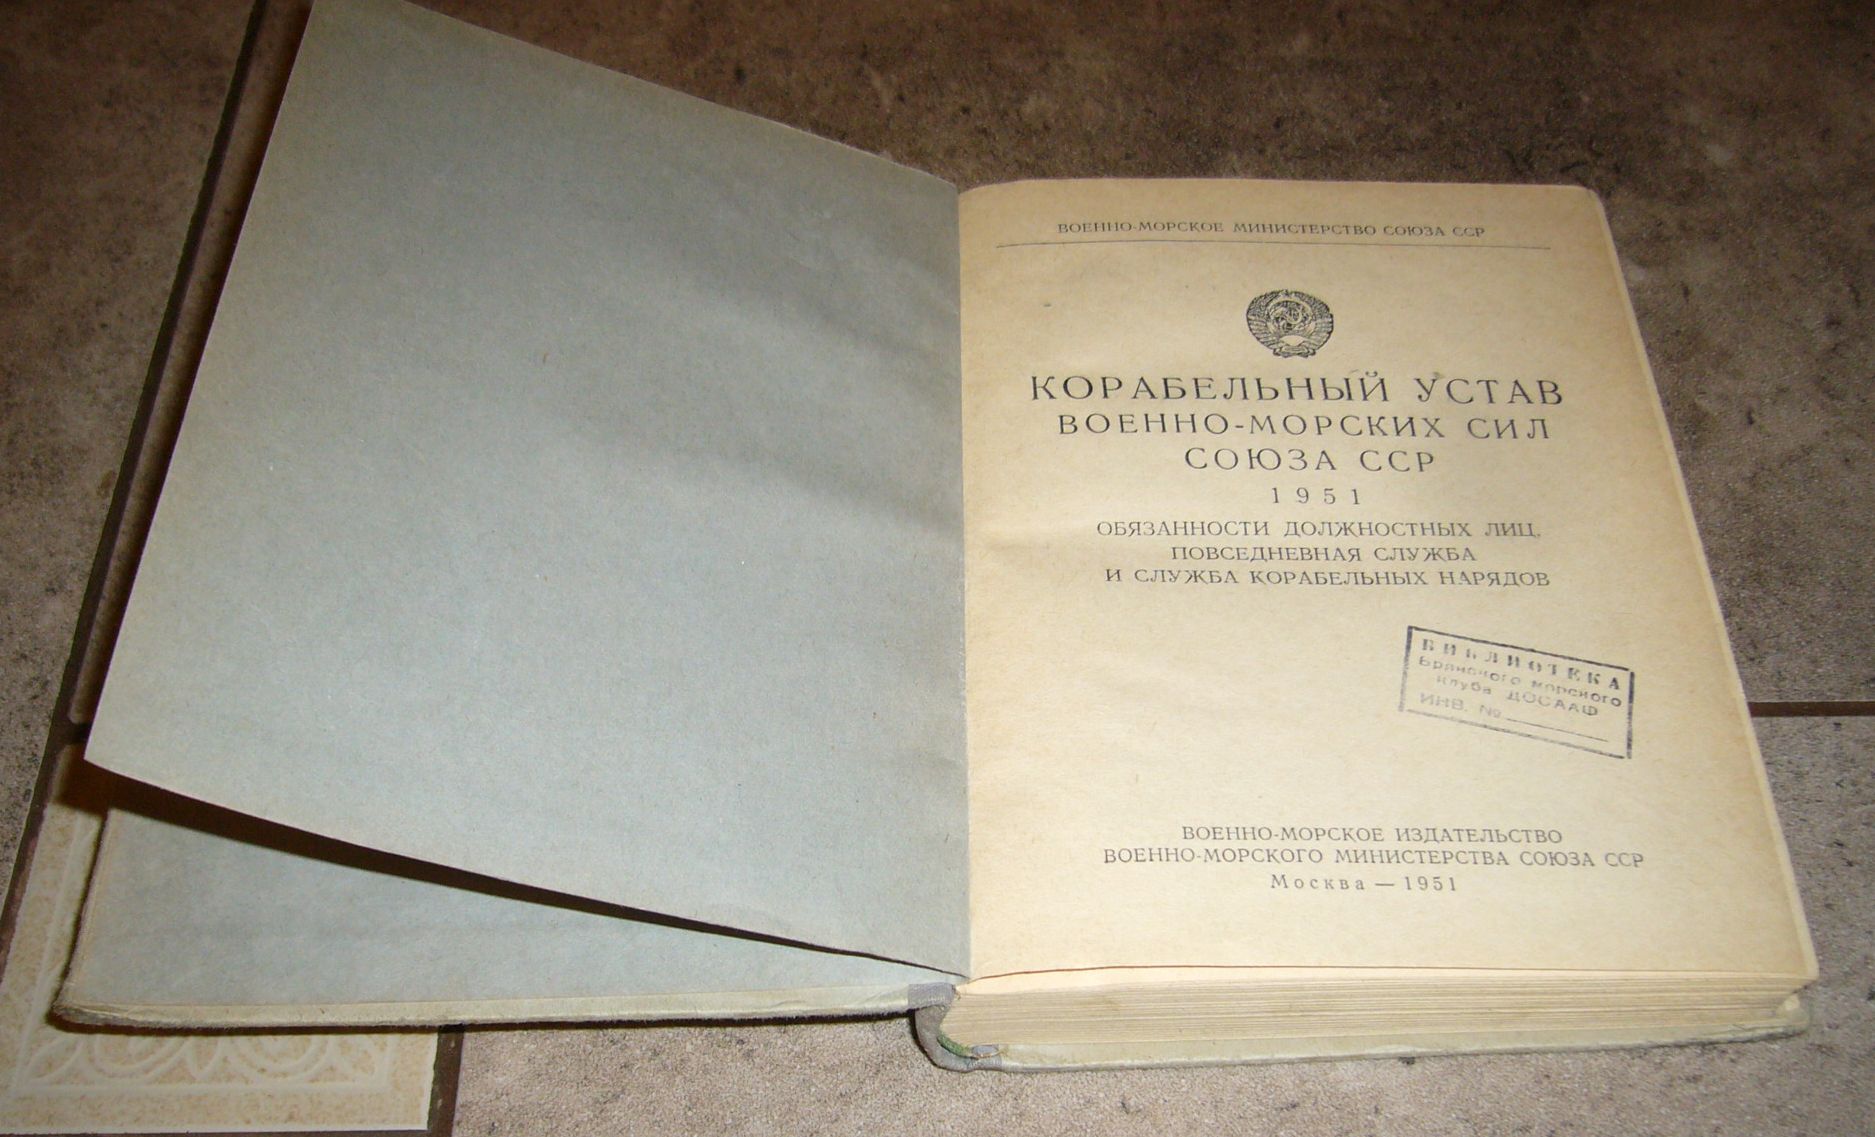 ВОЕННО-МОРСКОЕ МИНИСТЕРСТВО СОЮЗА ССР
КОРАБЕЛЬНЫЙ УСТАВ
ВОЕННО-МОРСКИХ СИЛ
СОЮЗА ССР
1951
ОБЯЗАННОСТИ ДОЛЖНОСТНЫХ ЛИЦ,
ПОВСЕДНЕВНАЯ СЛУЖБА
И СЛУЖБА КОРАБЕЛЬНЫХ НАРЯДОВ
БИБЛИОТЕКА
Брянского морского
клуба ДОСААФ
ИНВ. №
ВОЕННО-МОРСКОЕ ИЗДАТЕЛЬСТВО
ВОЕННО-МОРСКОГО МИНИСТЕРСТВА СОЮЗА ССР
Москва — 1951